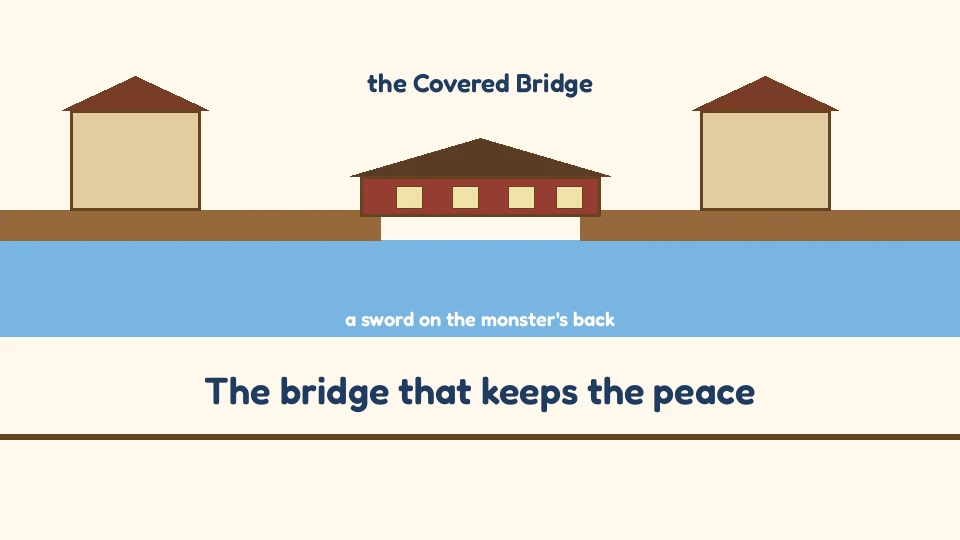 the Covered Bridge
a sword on the monster's back
The bridge that keeps the peace